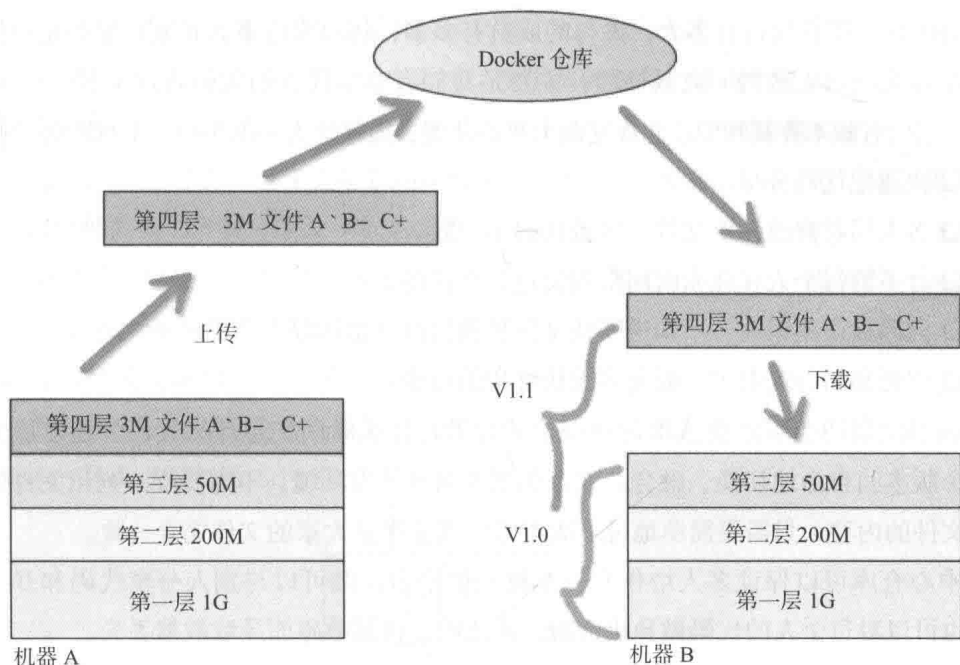 Docker 仓库
第四层 3M 文件 A`B- C+
上传
第四层 3M 文件 A`B- C+
第三层 50M
第二层 200M
第一层 1G
机器 A
第四层 3M 文件 A`B- C+
下载
V1.1
V1.0
第三层 50M
第二层 200M
第一层 1G
机器 B